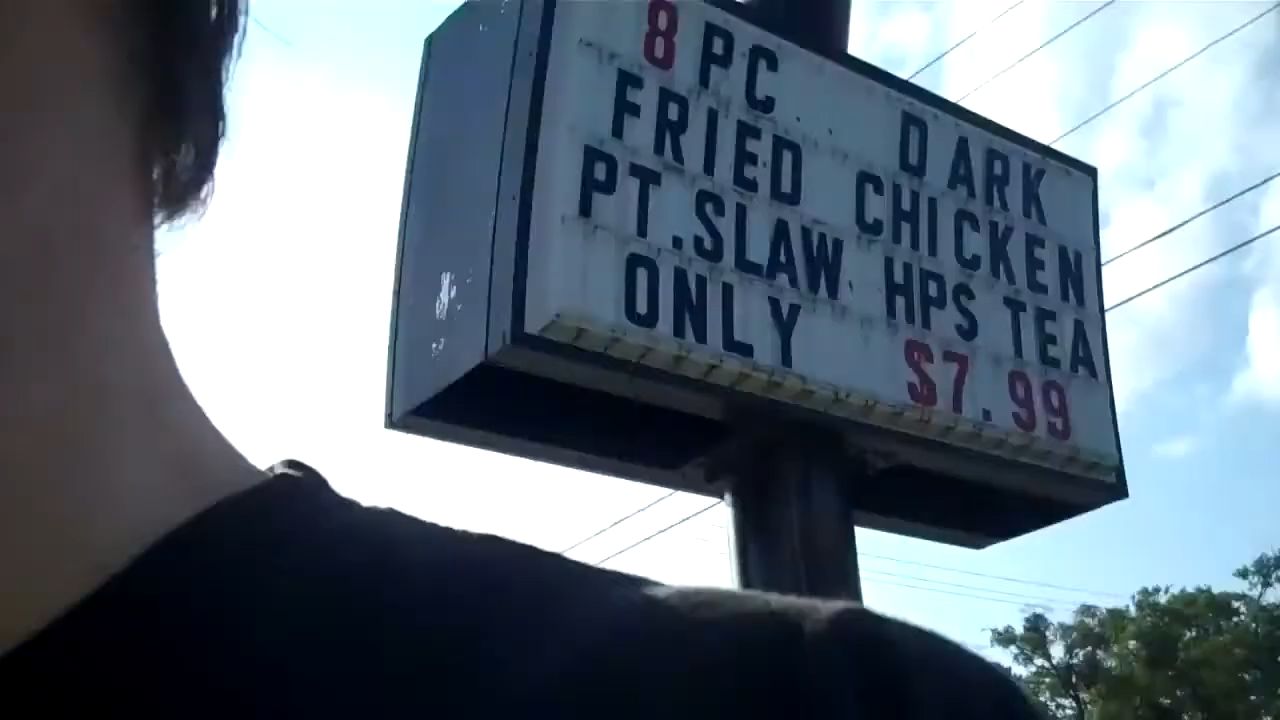 8 PC DARK
FRIED CHICKEN
PT. SLAW HPS TEA
ONLY $7.99